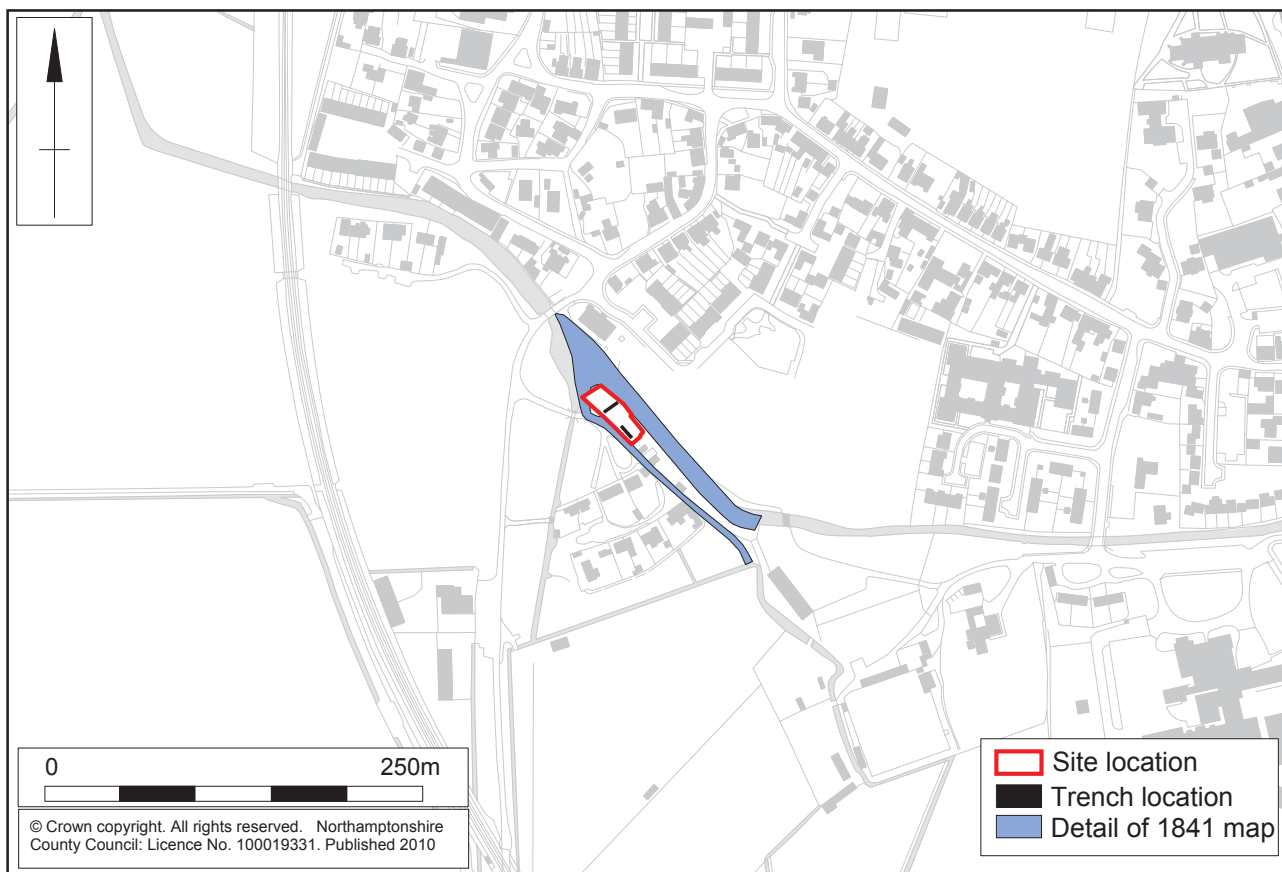 0 250m
© Crown copyright. All rights reserved. Northamptonshire
County Council: Licence No. 100019331. Published 2010
Site location
Trench location
Detail of 1841 map